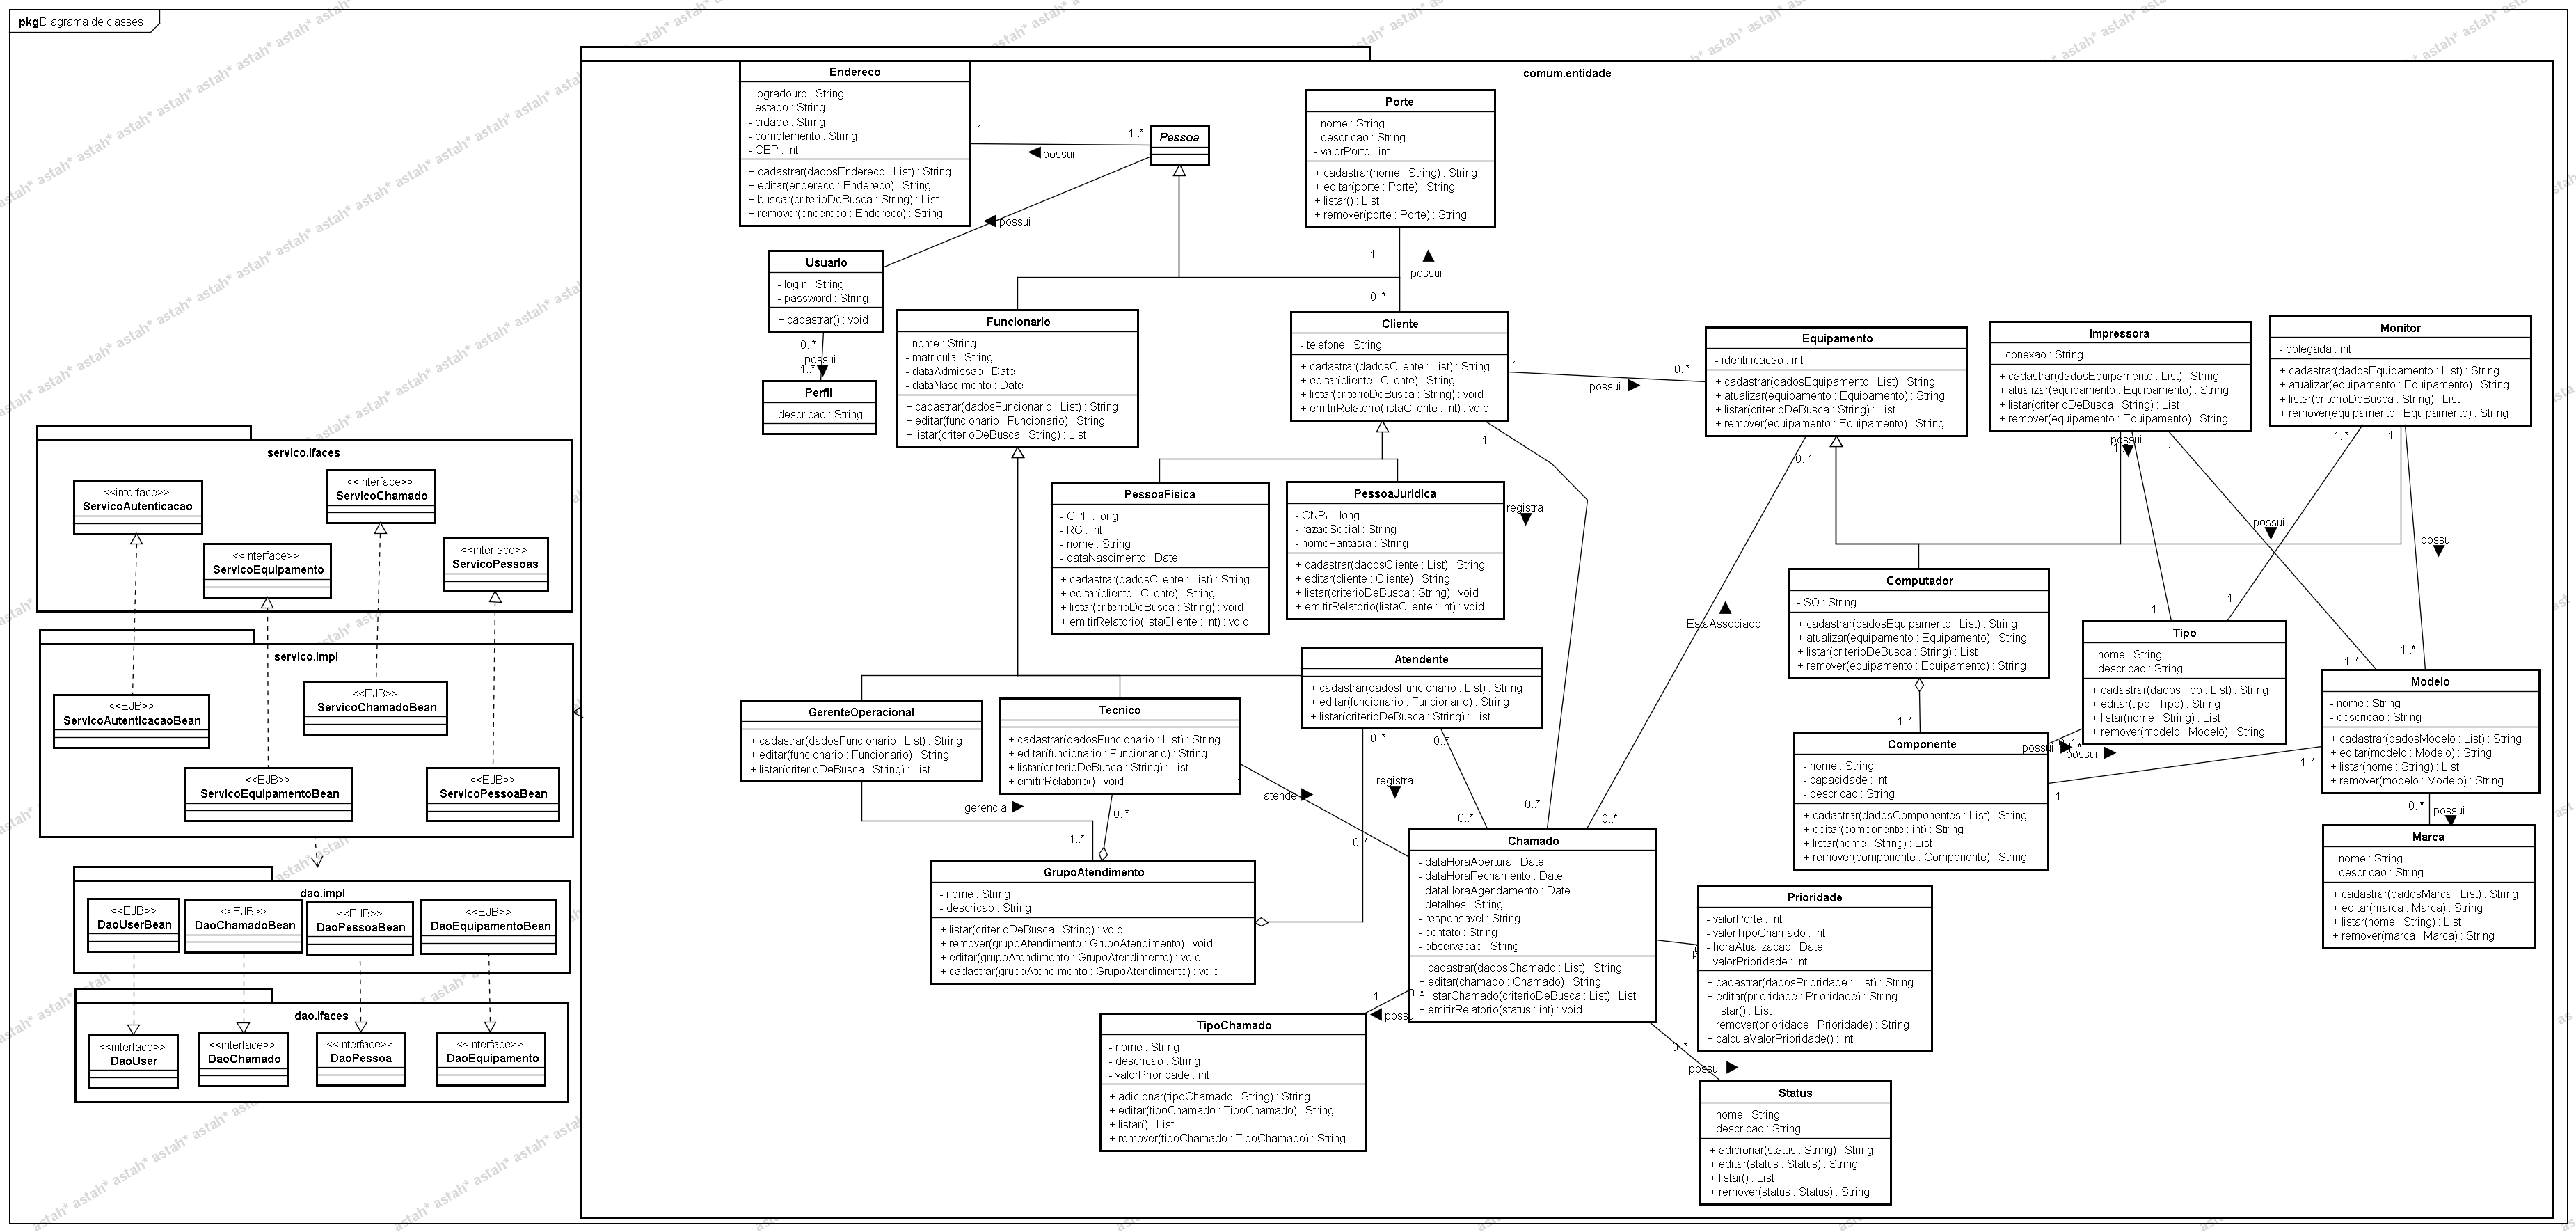 pkgDiagrama de classes
comum.entidade
Endereco
- logradouro : String
- estado : String
- cidade : String
- complemento : String
- CEP : int
+ cadastrar(dadosEndereco : List) : String
+ editar(endereco : Endereco) : String
+ buscar(criterioDeBusca : String) : List
+ remover(endereco : Endereco) : String
1
1..*
possui
Pessoa
possui
Porte
- nome : String
- descricao : String
- valorPorte : int
+ cadastrar(nome : String) : String
+ editar(porte : Porte) : String
+ listar() : List
+ remover(porte : Porte) : String
1
possui
0..*
Usuario
- login : String
- password : String
+ cadastrar() : void
0..*
possui
1..*
Perfil
- descricao : String
Funcionario
- nome : String
- matricula : String
- dataAdmissao : Date
- dataNascimento : Date
+ cadastrar(dadosFuncionario : List) : String
+ editar(funcionario : Funcionario) : String
+ listar(criterioDeBusca : String) : List
Cliente
- telefone : String
+ cadastrar(dadosCliente : List) : String
+ editar(cliente : Cliente) : String
+ listar(criterioDeBusca : String) : void
+ emitirRelatorio(listaCliente : int) : void
1
possui
0..*
1
Equipamento
- identificacao : int
+ cadastrar(dadosEquipamento : List) : String
+ atualizar(equipamento : Equipamento) : String
+ listar(criterioDeBusca : String) : List
+ remover(equipamento : Equipamento) : String
0..1
Impressora
- conexao : String
+ cadastrar(dadosEquipamento : List) : String
+ atualizar(equipamento : Equipamento) : String
+ listar(criterioDeBusca : String) : List
+ remover(equipamento : Equipamento) : String
possui
1
1
Monitor
- polegada : int
+ cadastrar(dadosEquipamento : List) : String
+ atualizar(equipamento : Equipamento) : String
+ listar(criterioDeBusca : String) : List
+ remover(equipamento : Equipamento) : String
1..*
1
possui
possui
servico.ifaces
<<interface>>
ServicoAutenticacao
<<interface>>
ServicoChamado
<<interface>>
ServicoEquipamento
<<interface>>
ServicoPessoas
PessoaFisica
- CPF : long
- RG : int
- nome : String
- dataNascimento : Date
+ cadastrar(dadosCliente : List) : String
+ editar(cliente : Cliente) : String
+ listar(criterioDeBusca : String) : void
+ emitirRelatorio(listaCliente : int) : void
PessoaJuridica
- CNPJ : long
- razaoSocial : String
- nomeFantasia : String
+ cadastrar(dadosCliente : List) : String
+ editar(cliente : Cliente) : String
+ listar(criterioDeBusca : String) : void
+ emitirRelatorio(listaCliente : int) : void
registra
EstaAssociado
Computador
- SO : String
+ cadastrar(dadosEquipamento : List) : String
+ atualizar(equipamento : Equipamento) : String
+ listar(criterioDeBusca : String) : List
+ remover(equipamento : Equipamento) : String
1..*
1
1
Tipo
- nome : String
- descricao : String
+ cadastrar(dadosTipo : List) : String
+ editar(tipo : Tipo) : String
+ listar(nome : String) : List
+ remover(modelo : Modelo) : String
possui
possui
1..*
1..*
Modelo
- nome : String
- descricao : String
+ cadastrar(dadosModelo : List) : String
+ editar(modelo : Modelo) : String
+ listar(nome : String) : List
+ remover(modelo : Modelo) : String
1..*
1
0..*
1
possui
servico.impl
<<EJB>>
ServicoAutenticacaoBean
<<EJB>>
ServicoChamadoBean
<<EJB>>
ServicoEquipamentoBean
<<EJB>>
ServicoPessoaBean
GerenteOperacional
+ cadastrar(dadosFuncionario : List) : String
+ editar(funcionario : Funcionario) : String
+ listar(criterioDeBusca : String) : List
1
gerencia
1..*
Tecnico
+ cadastrar(dadosFuncionario : List) : String
+ editar(funcionario : Funcionario) : String
+ listar(criterioDeBusca : String) : List
+ emitirRelatorio() : void
0..*
1
atende
0..*
Atendente
+ cadastrar(dadosFuncionario : List) : String
+ editar(funcionario : Funcionario) : String
+ listar(criterioDeBusca : String) : List
0..*
0..*
registra
0..*
0..*
0..*
Componente
- nome : String
- capacidade : int
- descricao : String
+ cadastrar(dadosComponentes : List) : String
+ editar(componente : int) : String
+ listar(nome : String) : List
+ remover(componente : Componente) : String
Marca
- nome : String
- descricao : String
+ cadastrar(dadosMarca : List) : String
+ editar(marca : Marca) : String
+ listar(nome : String) : List
+ remover(marca : Marca) : String
GrupoAtendimento
- nome : String
- descricao : String
+ listar(criterioDeBusca : String) : void
+ remover(grupoAtendimento : GrupoAtendimento) : void
+ editar(grupoAtendimento : GrupoAtendimento) : void
+ cadastrar(grupoAtendimento : GrupoAtendimento) : void
Chamado
- dataHoraAbertura : Date
- dataHoraFechamento : Date
- dataHoraAgendamento : Date
- detalhes : String
- responsavel : String
- contato : String
- observacao : String
+ cadastrar(dadosChamado : List) : String
+ editar(chamado : Chamado) : String
+ listarChamado(criterioDeBusca : List) : List
+ emitirRelatorio(status : int) : void
1
possui
0..*
possui
Prioridade
- valorPorte : int
- valorTipoChamado : int
- horaAtualizacao : Date
- valorPrioridade : int
+ cadastrar(dadosPrioridade : List) : String
+ editar(prioridade : Prioridade) : String
+ listar() : List
+ remover(prioridade : Prioridade) : String
+ calculaValorPrioridade() : int
TipoChamado
- nome : String
- descricao : String
- valorPrioridade : int
+ adicionar(tipoChamado : String) : String
+ editar(tipoChamado : TipoChamado) : String
+ listar() : List
+ remover(tipoChamado : TipoChamado) : String
Status
- nome : String
- descricao : String
+ adicionar(status : String) : String
+ editar(status : Status) : String
+ listar() : List
+ remover(status : Status) : String
dao.impl
<<EJB>>
DaoUserBean
<<EJB>>
DaoChamadoBean
<<EJB>>
DaoPessoaBean
<<EJB>>
DaoEquipamentoBean
dao.ifaces
<<interface>>
DaoUser
<<interface>>
DaoChamado
<<interface>>
DaoPessoa
<<interface>>
DaoEquipamento